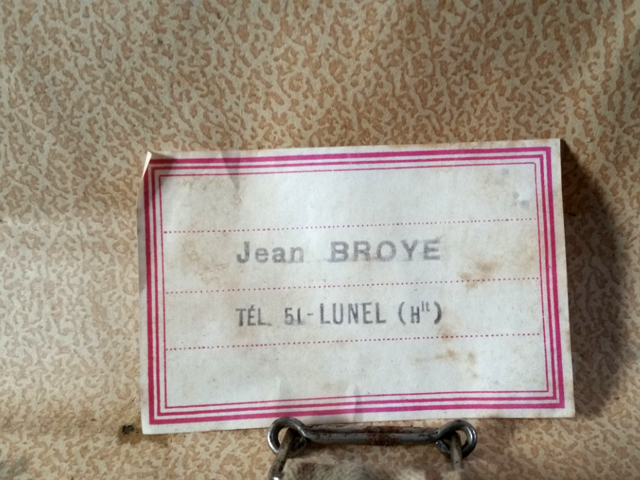 Jean BROYE
TÉL. 51-LUNEL (Hlt)